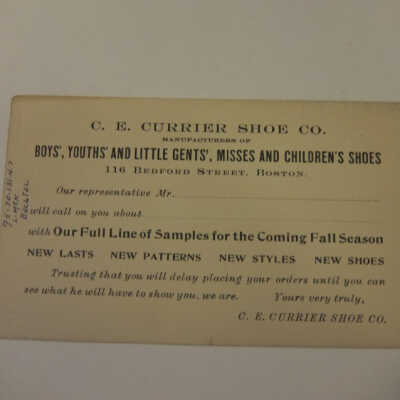 C. E. CURRIER SHOE CO.
MANUFACTURERS OF
BOYS', YOUTHS' AND LITTLE GENTS', MISSES AND CHILDREN'S SHOES
116 BEDFORD STREET, BOSTON.
Our representative Mr.
will call on you about
with Our Full Line of Samples for the Coming Fall Season
NEW LASTS NEW PATTERNS NEW STYLES NEW SHOES
Trusting that you will delay placing your orders until you can
see what he will have to show you, we are. Yours very truly,
C. E. CURRIER SHOE CO.